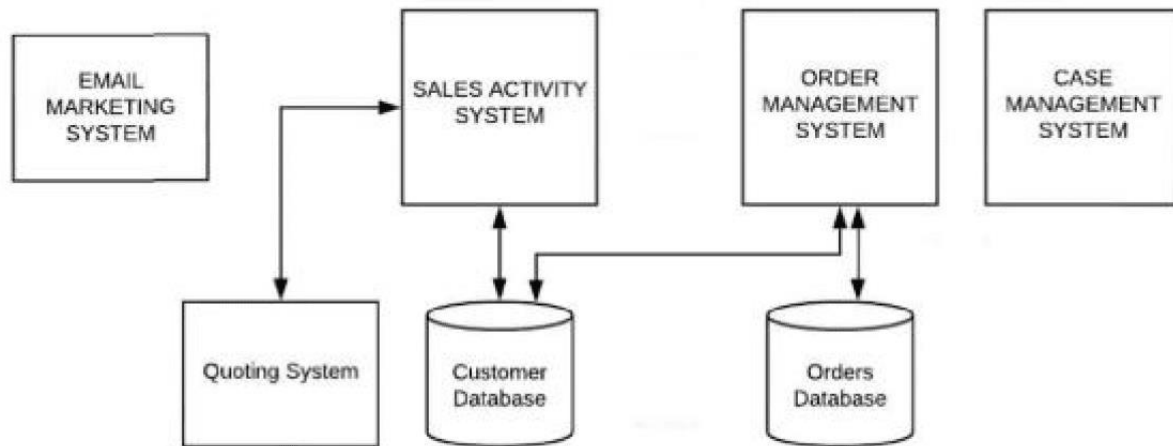 EMAIL
MARKETING
SYSTEM
SALES ACTIVITY
SYSTEM
ORDER
MANAGEMENT
SYSTEM
CASE
MANAGEMENT
SYSTEM
Quoting System
Customer
Database
Orders
Database